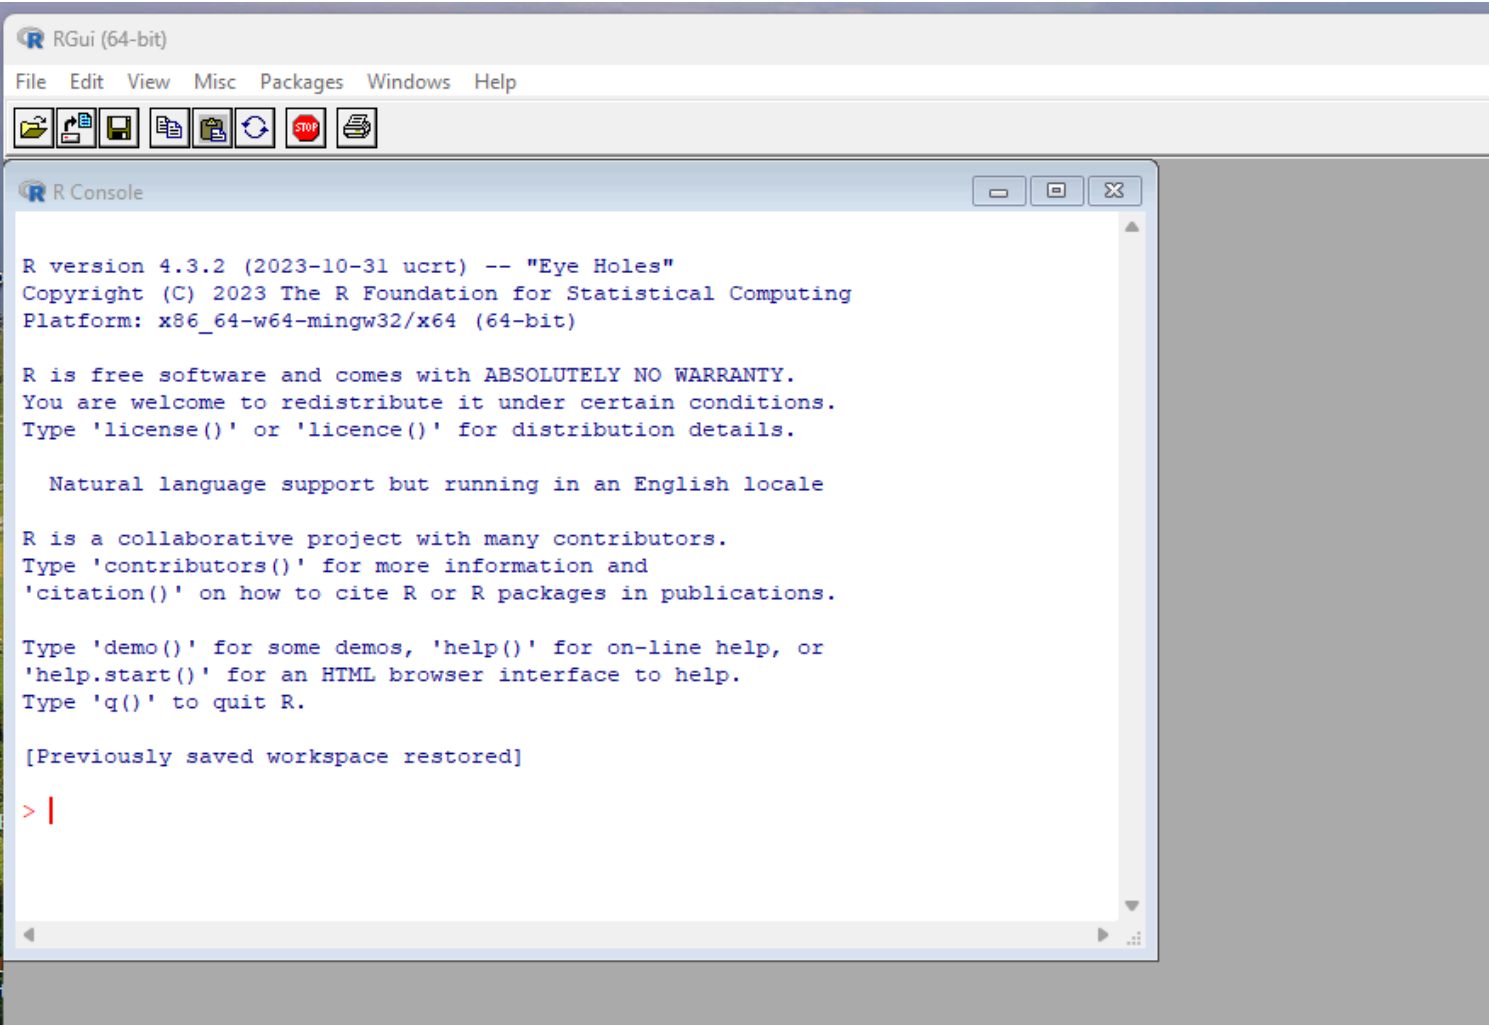 RGui (64-bit)
File Edit View Misc Packages Windows Help
STOP
R Console
R version 4.3.2 (2023-10-31 ucrt) -- "Eye Holes"
Copyright (C) 2023 The R Foundation for Statistical Computing
Platform: x86_64-w64-mingw32/x64 (64-bit)
R is free software and comes with ABSOLUTELY NO WARRANTY.
You are welcome to redistribute it under certain conditions.
Type 'license()' or 'licence()' for distribution details.
Natural language support but running in an English locale
R is a collaborative project with many contributors.
Type 'contributors()' for more information and
'citation()' on how to cite R or R packages in publications.
Type 'demo()' for some demos, 'help()' for on-line help, or
'help.start()' for an HTML browser interface to help.
Type 'q()' to quit R.
[Previously saved workspace restored]
>